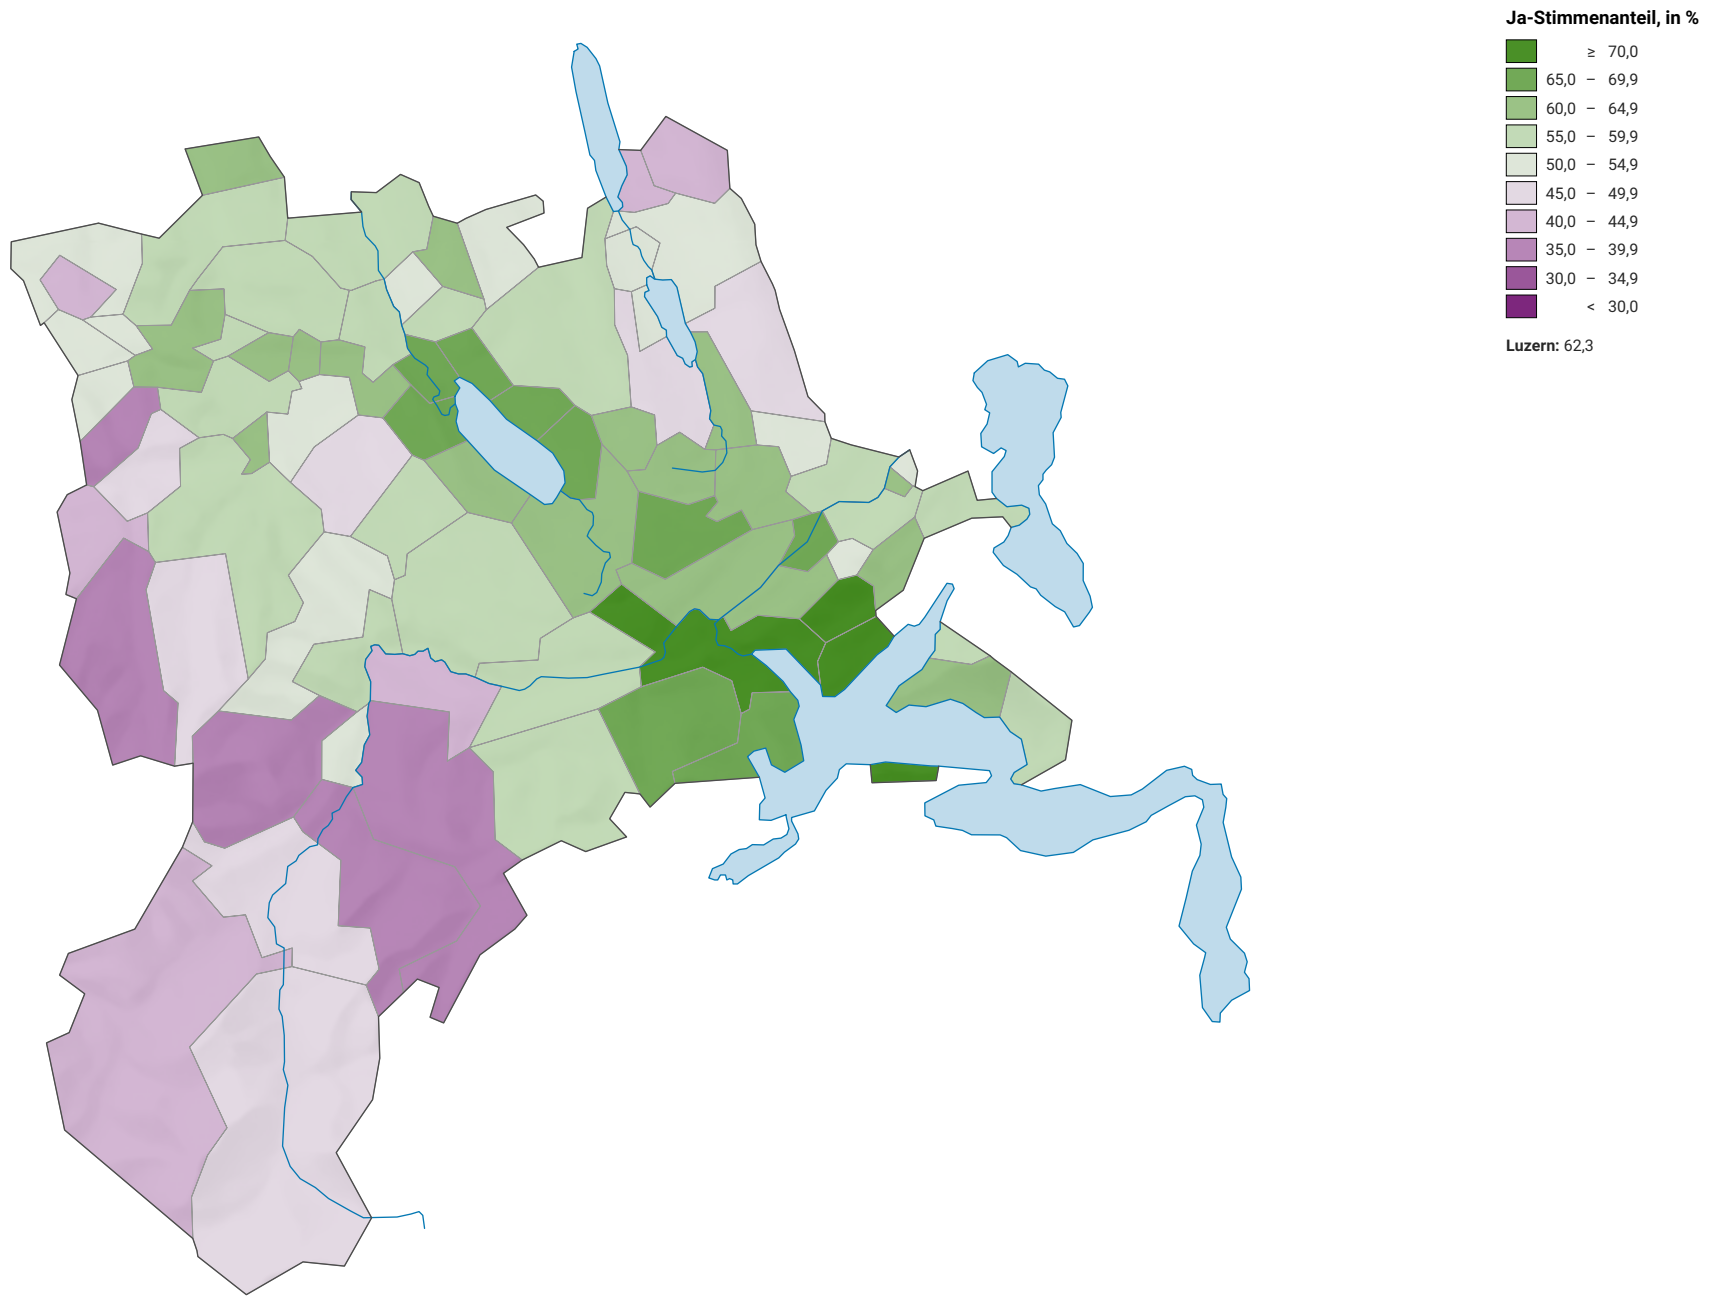 Ja-Stimmenanteil, in %
≥ 70,0
65,0 – 69,9
60,0 – 64,9
55,0 – 59,9
50,0 – 54,9
45,0 – 49,9
40,0 – 44,9
35,0 – 39,9
30,0 – 34,9
< 30,0
Luzern: 62,3